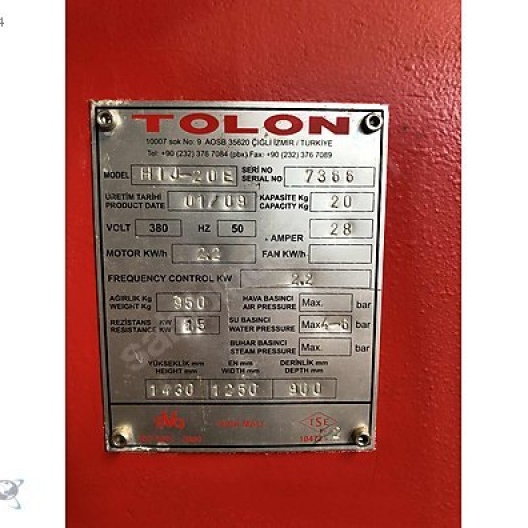 TOLON
10007 sok No: 9 AOSB 35620 ÇİĞLİ İZMİR / TURKIYE
Tel: +90 (232) 376 7084 (pbx) Fax: +90 (232) 376 7089
MODEL HIJ-20E SERİ NO SERIAL NO 7366
ÜRETİM TARİHİ PRODUCT DATE 01/09 KAPASİTE Kg CAPACITY Kg 20
VOLT 380 HZ 50 AMPER 28
MOTOR KW/h 2.2 FAN KW/h
FREQUENCY CONTROL KW 2.2
AĞIRLIK Kg WEIGHT Kg 950 HAVA BASINCI AIR PRESSURE Max. bar
REZİSTANS KW RESISTANCE KW 15 SU BASINCI WATER PRESSURE Max 4-6 bar
BUHAR BASINCI STEAM PRESSURE Max. bar
YÜKSEKLİK mm HEIGHT mm EN mm WIDTH mm DERİNLİK mm DEPTH mm
1430 1250 900
TSE
4